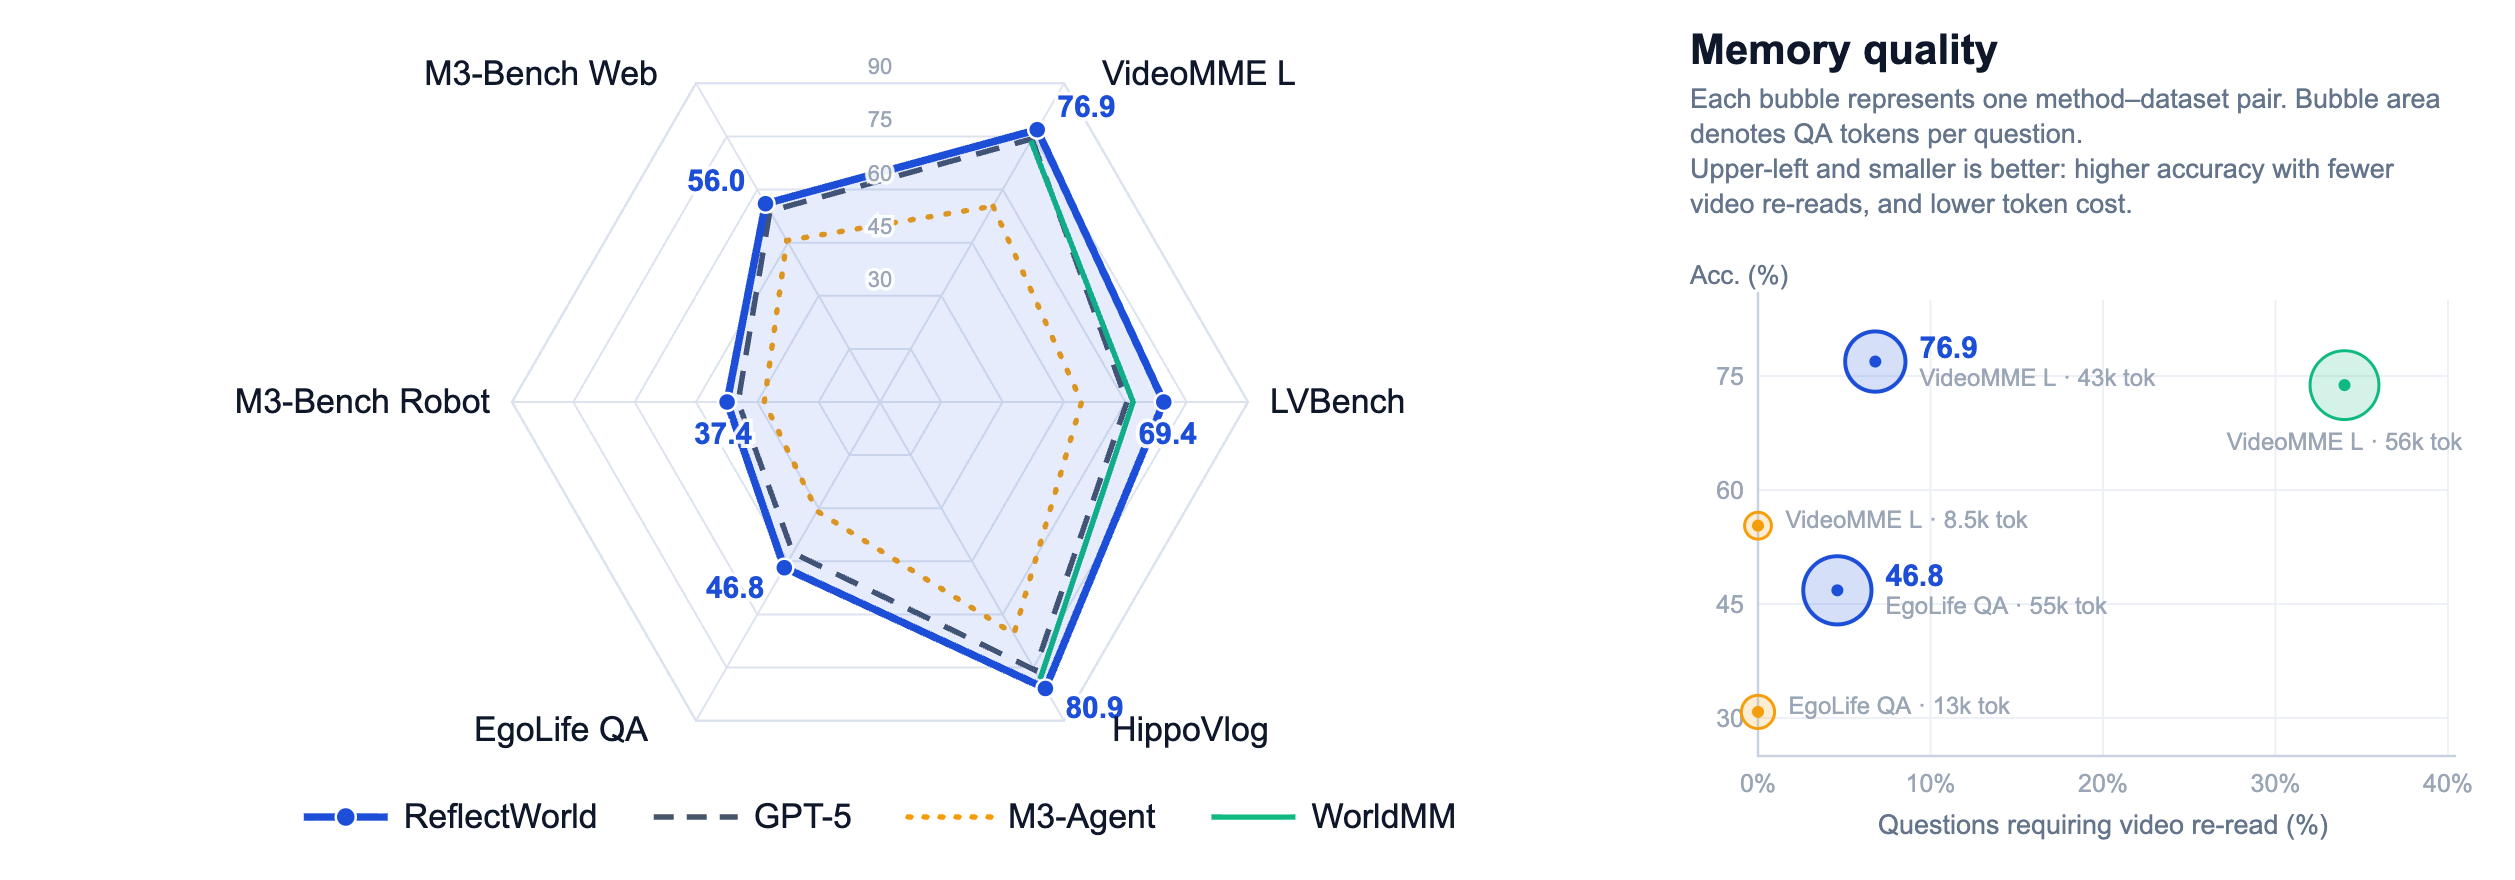 M3-Bench Web
90
VideoMME L
76.9
75
60
56.0
45
30
M3-Bench Robot
37.4
LVBench
69.4
46.8
80.9
EgoLife QA
HippoVlog
ReflectWorld
GPT-5
M3-Agent
WorldMM
Memory quality
Each bubble represents one method–dataset pair. Bubble area
denotes QA tokens per question.
Upper-left and smaller is better: higher accuracy with fewer
video re-reads, and lower token cost.
Acc. (%)
76.9
75
VideoMME L · 43k tok
VideoMME L · 56k tok
60
VideoMME L · 8.5k tok
46.8
45
EgoLife QA · 55k tok
30
EgoLife QA · 13k tok
0%
10%
20%
30%
40%
Questions requiring video re-read (%)